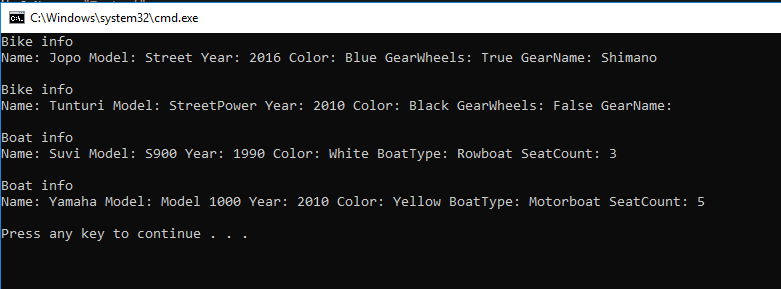 C:\Windows\system32\cmd.exe
Bike info
Name: Jopo Model: Street Year: 2016 Color: Blue GearWheels: True GearName: Shimano
Bike info
Name: Tunturi Model: StreetPower Year: 2010 Color: Black GearWheels: False GearName:
Boat info
Name: Suvi Model: S900 Year: 1990 Color: White BoatType: Rowboat SeatCount: 3
Boat info
Name: Yamaha Model: Model 1000 Year: 2010 Color: Yellow BoatType: Motorboat SeatCount: 5
Press any key to continue . . .